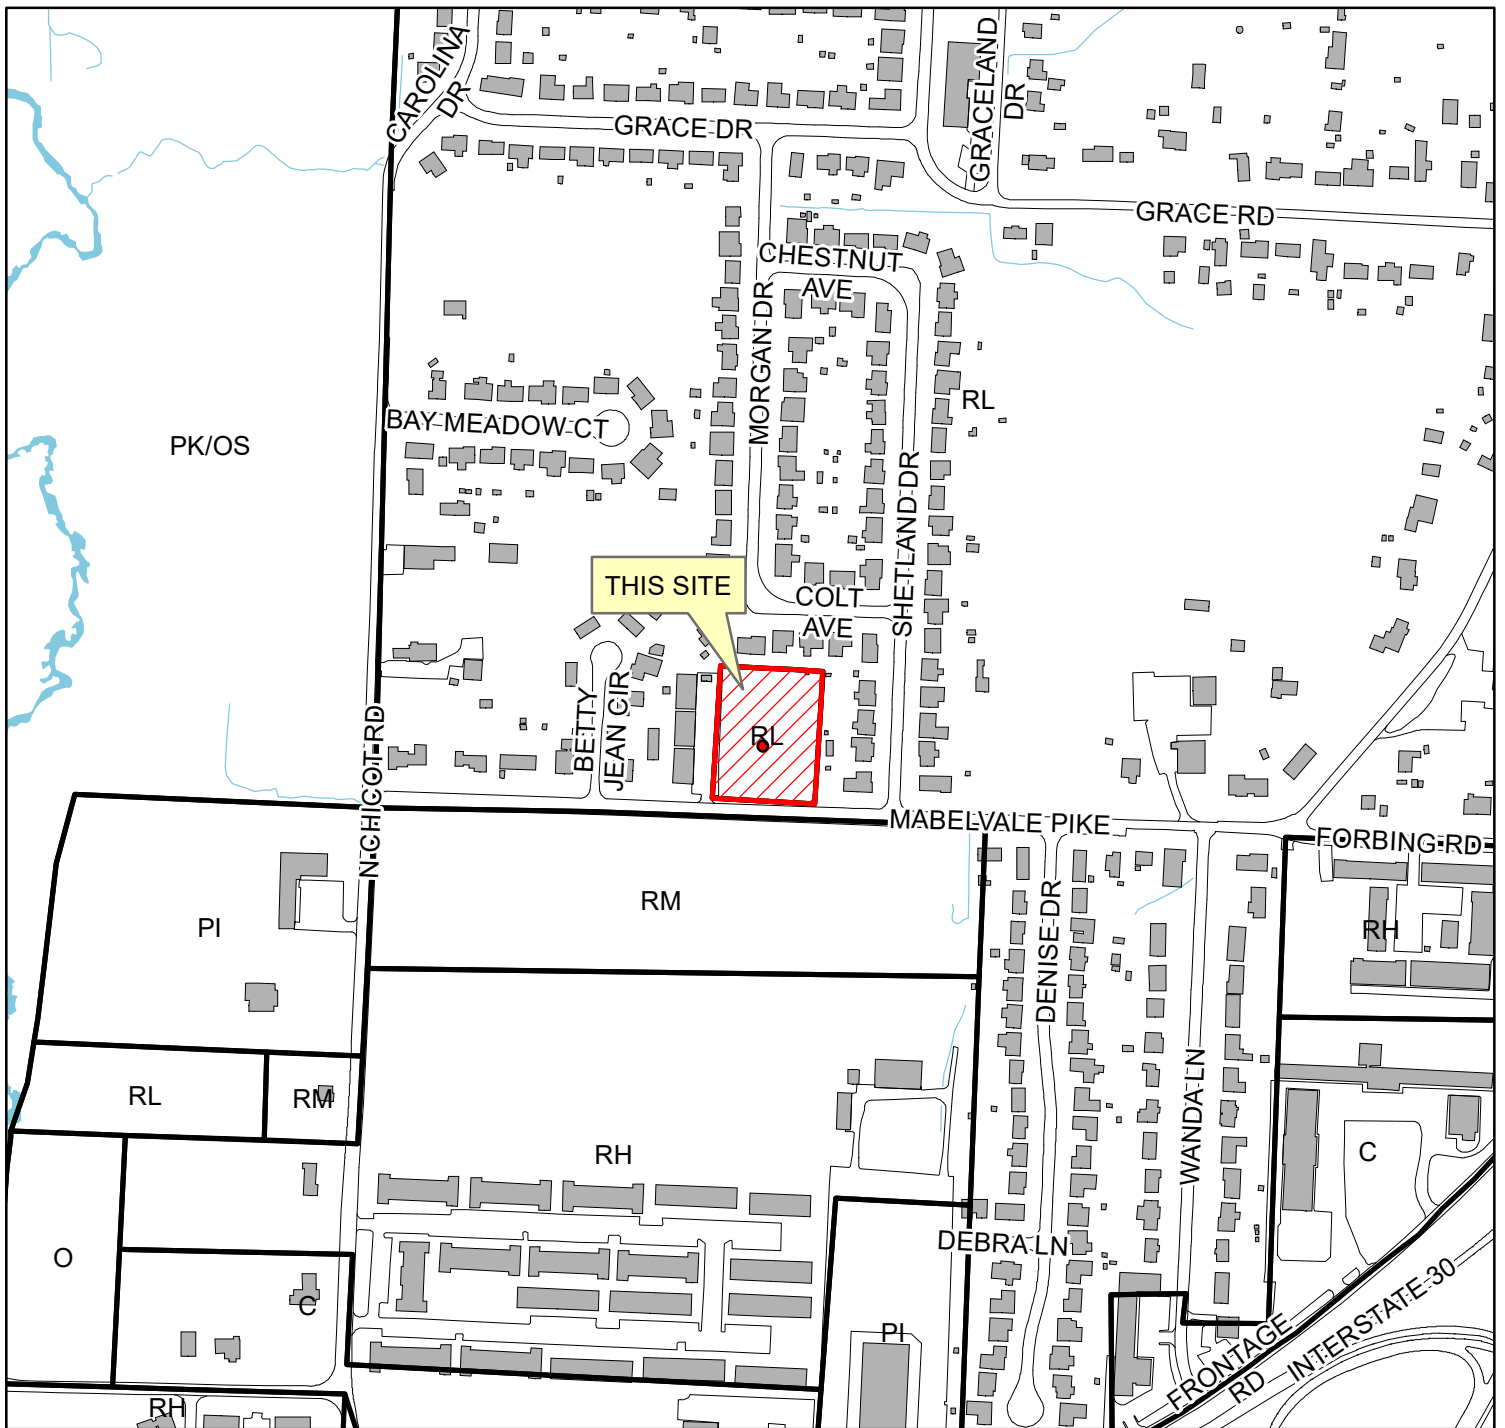 CAROLINA
DR
GRACE DR
GRACELAND
DR
GRACE RD
CHESTNUT
AVE
MORGAN DR
RL
BAY MEADOW CT
PK/OS
SHETLAND DR
THIS SITE
COLT
AVE
BETTY
JEAN CIR
RL
N CHICOT RD
MABELVALE PIKE
FORBING RD
RM
PI
DENISE DR
RH
WANDA LN
RL
RM
RH
C
O
DEBRA LN
C
PI
FRONTAGE
RD
INTERSTATE 30
RH